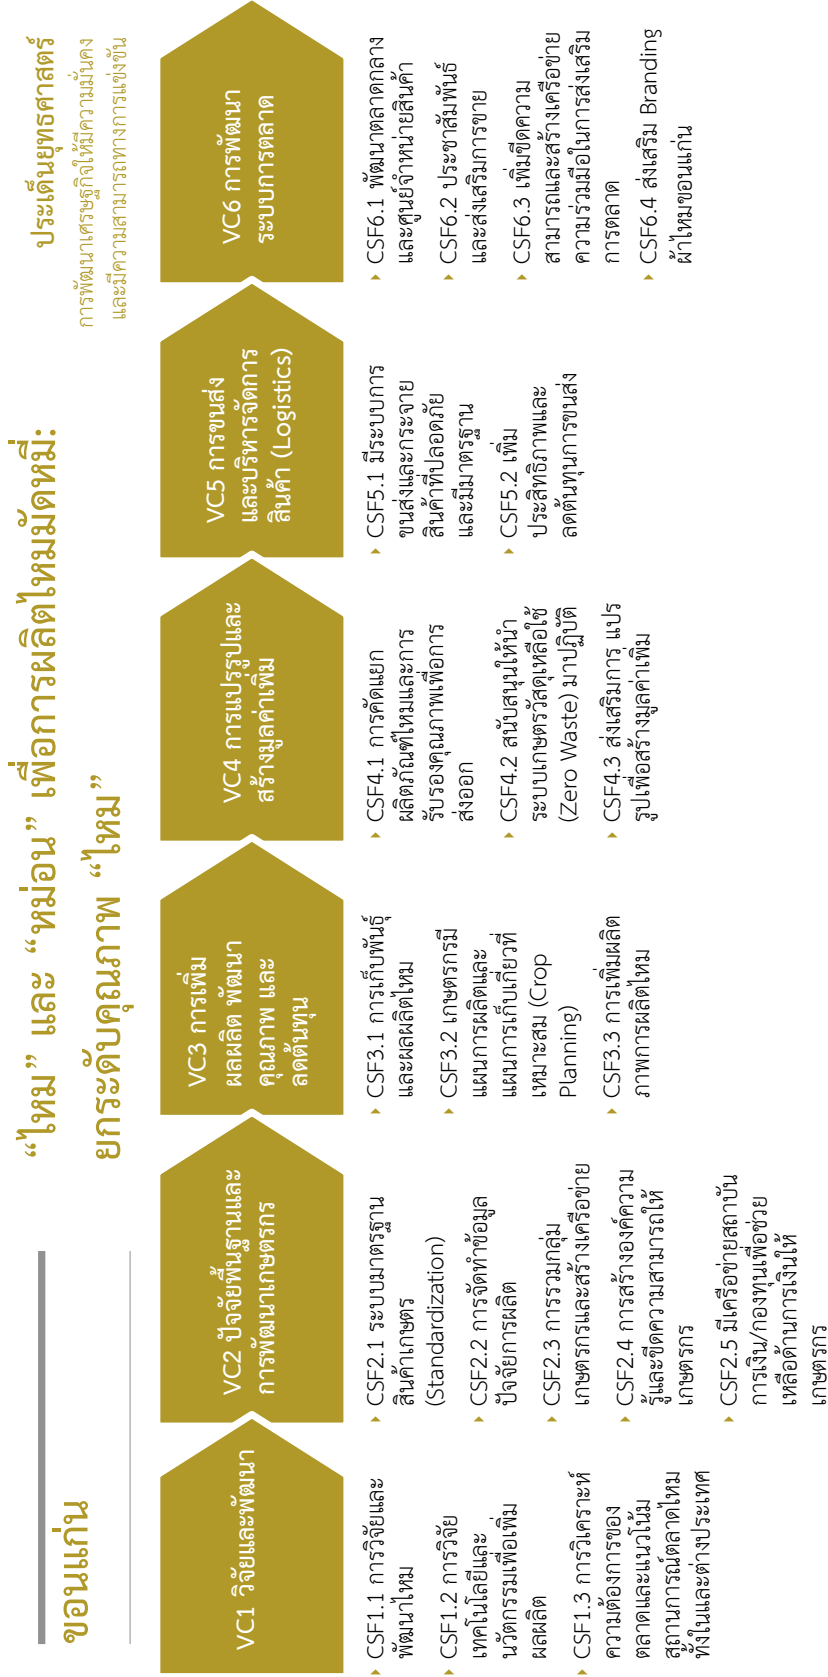 ขอนแก่น
“ไหม” และ “หม่อน” เพื่อการผลิตไหมมัดหมี่:
ยกระดับคุณภาพ “ไหม”
ประเด็นยุทธศาสตร์
การพัฒนาเศรษฐกิจให้มีความมั่นคง
และมีความสามารถทางการแข่งขัน
VC1 วิจัยและพัฒนา
▸ CSF1.1 การวิจัยและ
พัฒนาไหม
▸ CSF1.2 การวิจัย
เทคโนโลยีและ
นวัตกรรมเพื่อเพิ่ม
ผลผลิต
▸ CSF1.3 การวิเคราะห์
ความต้องการของ
ตลาดและแนวโน้ม
สถานการณ์ตลาดไหม
ทั้งในและต่างประเทศ
VC2 ปัจจัยพื้นฐานและ
การพัฒนาเกษตรกร
▸ CSF2.1 ระบบมาตรฐาน
สินค้าเกษตร
(Standardization)
▸ CSF2.2 การจัดทำข้อมูล
ปัจจัยการผลิต
▸ CSF2.3 การรวมกลุ่ม
เกษตรกรและสร้างเครือข่าย
▸ CSF2.4 การสร้างองค์ความ
รู้และขีดความสามารถให้
เกษตรกร
▸ CSF2.5 มีเครือข่ายสถาบัน
การเงิน/กองทุนเพื่อช่วย
เหลือด้านการเงินให้
เกษตรกร
VC3 การเพิ่ม
ผลผลิต พัฒนา
คุณภาพ และ
ลดต้นทุน
▸ CSF3.1 การเก็บพันธุ์
และผลผลิตไหม
▸ CSF3.2 เกษตรกรมี
แผนการผลิตและ
แผนการเก็บเกี่ยวที่
เหมาะสม (Crop
Planning)
▸ CSF3.3 การเพิ่มผลิต
ภาพการผลิตไหม
VC4 การแปรรูปและ
สร้างมูลค่าเพิ่ม
▸ CSF4.1 การคัดแยก
ผลิตภัณฑ์ไหมและการ
รับรองคุณภาพเพื่อการ
ส่งออก
▸ CSF4.2 สนับสนุนให้นำ
ระบบเกษตรวัสดุเหลือใช้
(Zero Waste) มาปฏิบัติ
▸ CSF4.3 ส่งเสริมการ แปร
รูปเพื่อสร้างมูลค่าเพิ่ม
VC5 การขนส่ง
และบริหารจัดการ
สินค้า (Logistics)
▸ CSF5.1 มีระบบการ
ขนส่งและกระจาย
สินค้าที่ปลอดภัย
และมีมาตรฐาน
▸ CSF5.2 เพิ่ม
ประสิทธิภาพและ
ลดต้นทุนการขนส่ง
VC6 การพัฒนา
ระบบการตลาด
▸ CSF6.1 พัฒนาตลาดกลาง
และศูนย์จำหน่ายสินค้า
▸ CSF6.2 ประชาสัมพันธ์
และส่งเสริมการขาย
▸ CSF6.3 เพิ่มขีดความ
สามารถและสร้างเครือข่าย
ความร่วมมือในการส่งเสริม
การตลาด
▸ CSF6.4 ส่งเสริม Branding
ผ้าไหมขอนแก่น